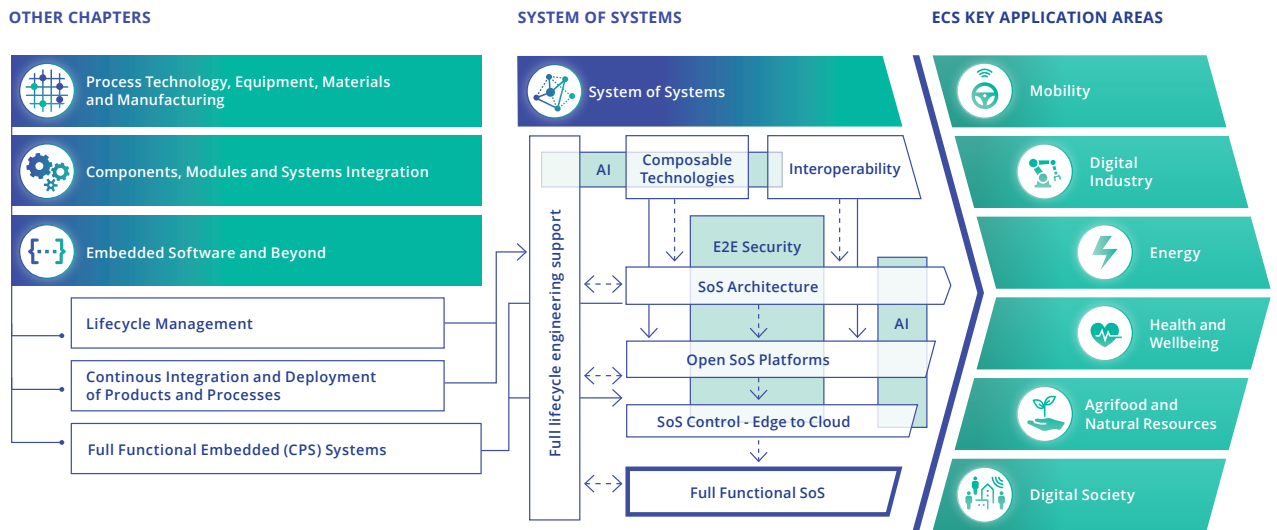 OTHER CHAPTERS
Process Technology, Equipment, Materials
and Manufacturing
Components, Modules and Systems Integration
Embedded Software and Beyond
Lifecycle Management
Continous Integration and Deployment
of Products and Processes
Full Functional Embedded (CPS) Systems
SYSTEM OF SYSTEMS
System of Systems
Full lifecycle engineering support
AI
Composable
Technologies
Interoperability
E2E Security
SoS Architecture
AI
Open SoS Platforms
SoS Control - Edge to Cloud
Full Functional SoS
ECS KEY APPLICATION AREAS
Mobility
Digital
Industry
Energy
Health and
Wellbeing
Agrifood and
Natural Resources
Digital Society